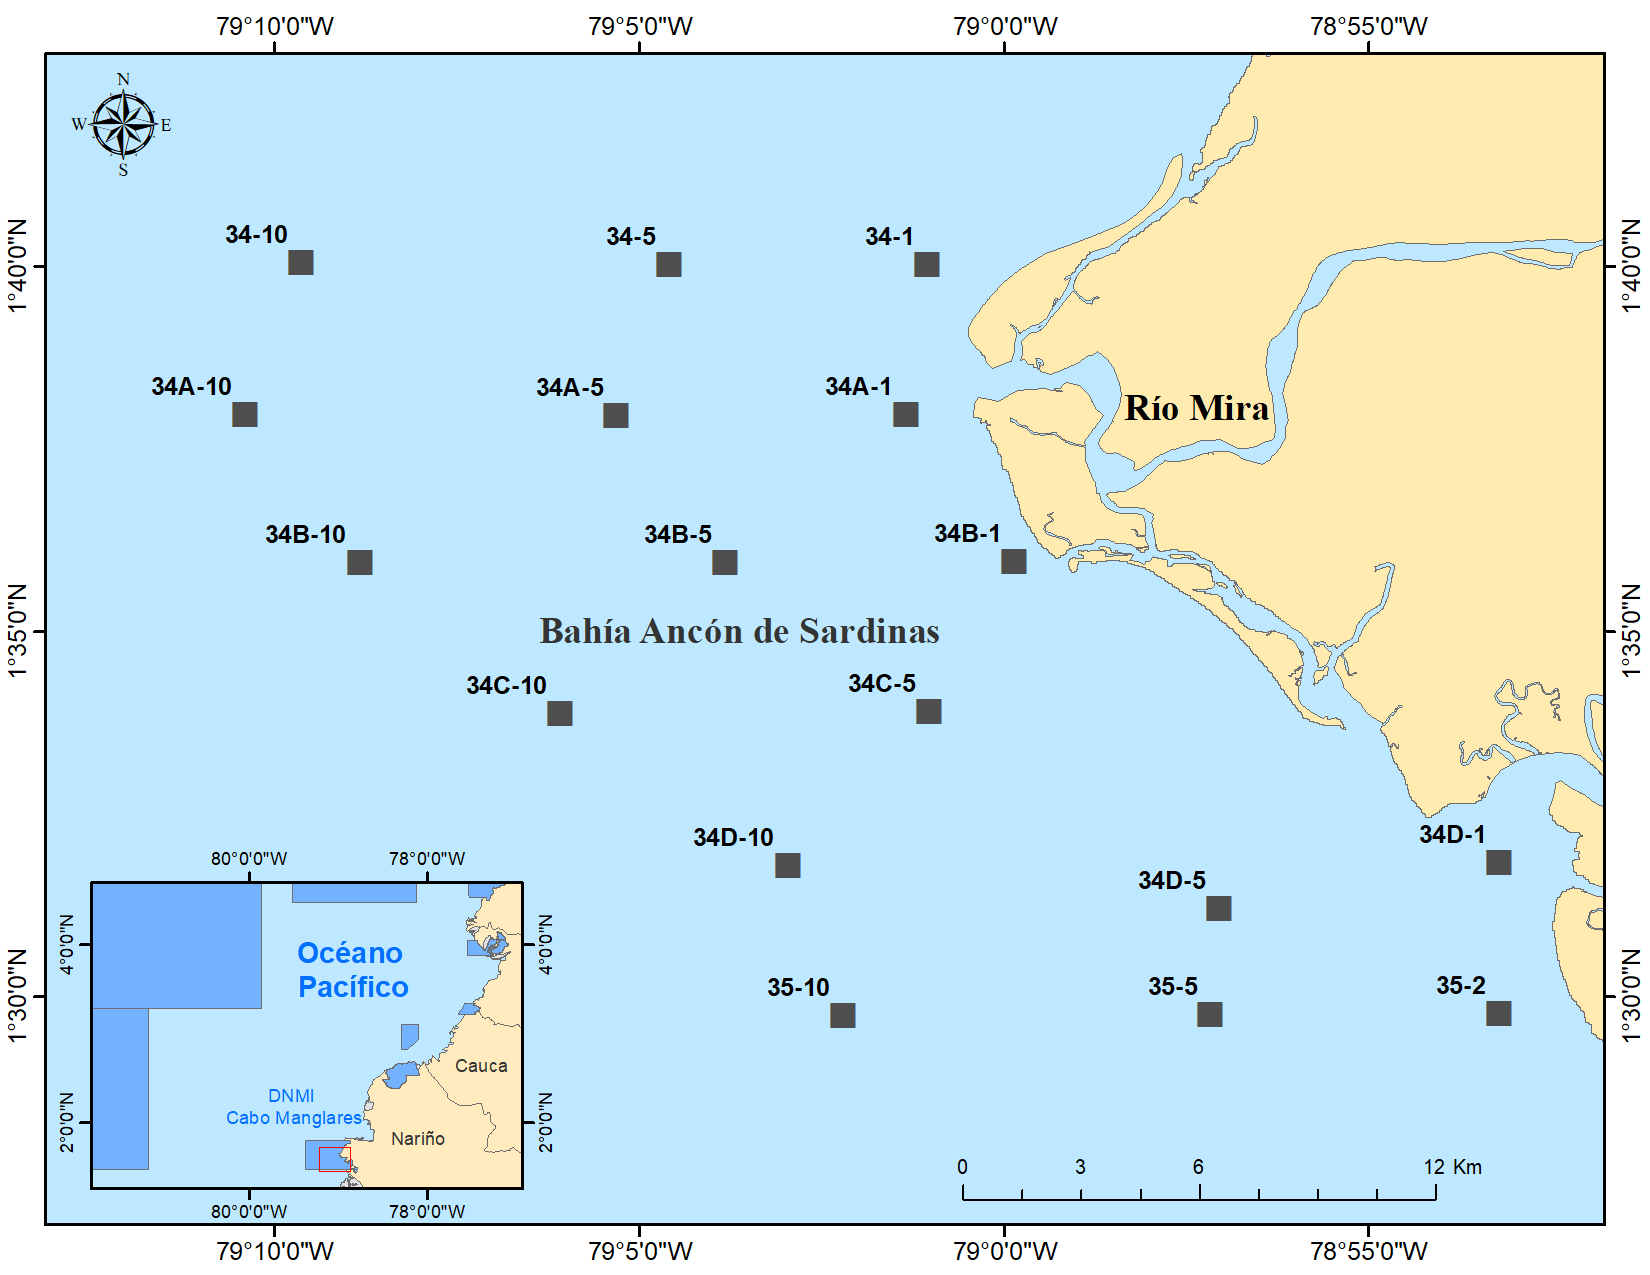 79°10'0"W 79°5'0"W 79°0'0"W 78°55'0"W
N
W E
S
34-10 34-5 34-1
1°40'0"N 1°40'0"N
34A-10 34A-5 34A-1
Río Mira
34B-10 34B-5 34B-1
1°35'0"N 1°35'0"N
Bahía Ancón de Sardinas
34C-10 34C-5
34D-10 34D-1
34D-5
35-10 35-5 35-2
1°30'0"N 1°30'0"N
80°0'0"W 78°0'0"W
4°0'0"N 4°0'0"N
Océano
Pacífico
Cauca
DNMI
Cabo Manglares
2°0'0"N 2°0'0"N
Nariño
80°0'0"W 78°0'0"W
0 3 6 12 Km
79°10'0"W 79°5'0"W 79°0'0"W 78°55'0"W